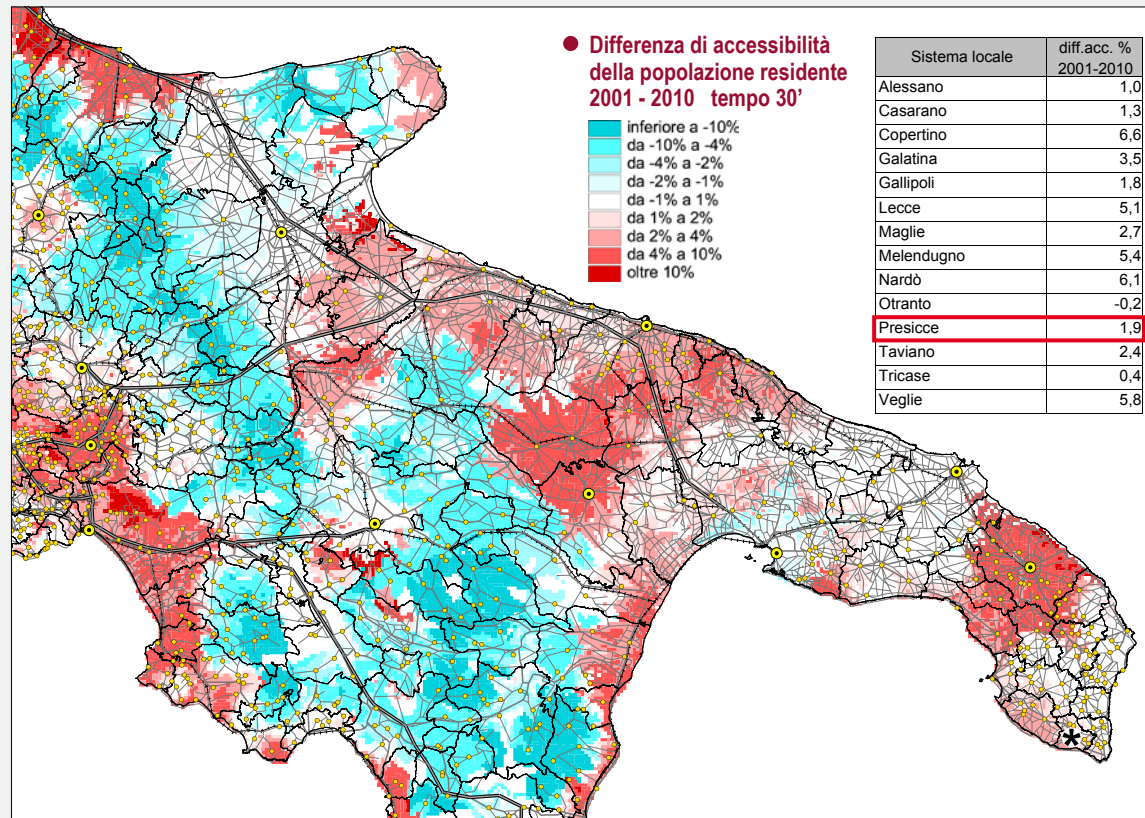 ● Differenza di accessibilità
della popolazione residente
2001 - 2010 tempo 30'
inferiore a -10%
da -10% a -4%
da -4% a -2%
da -2% a -1%
da -1% a 1%
da 1% a 2%
da 2% a 4%
da 4% a 10%
oltre 10%
Sistema locale diff.acc. %
2001-2010
Alessano 1,0
Casarano 1,3
Copertino 6,6
Galatina 3,5
Gallipoli 1,8
Lecce 5,1
Maglie 2,7
Melendugno 5,4
Nardò 6,1
Otranto -0,2
Presicce 1,9
Taviano 2,4
Tricase 0,4
Veglie 5,8
*